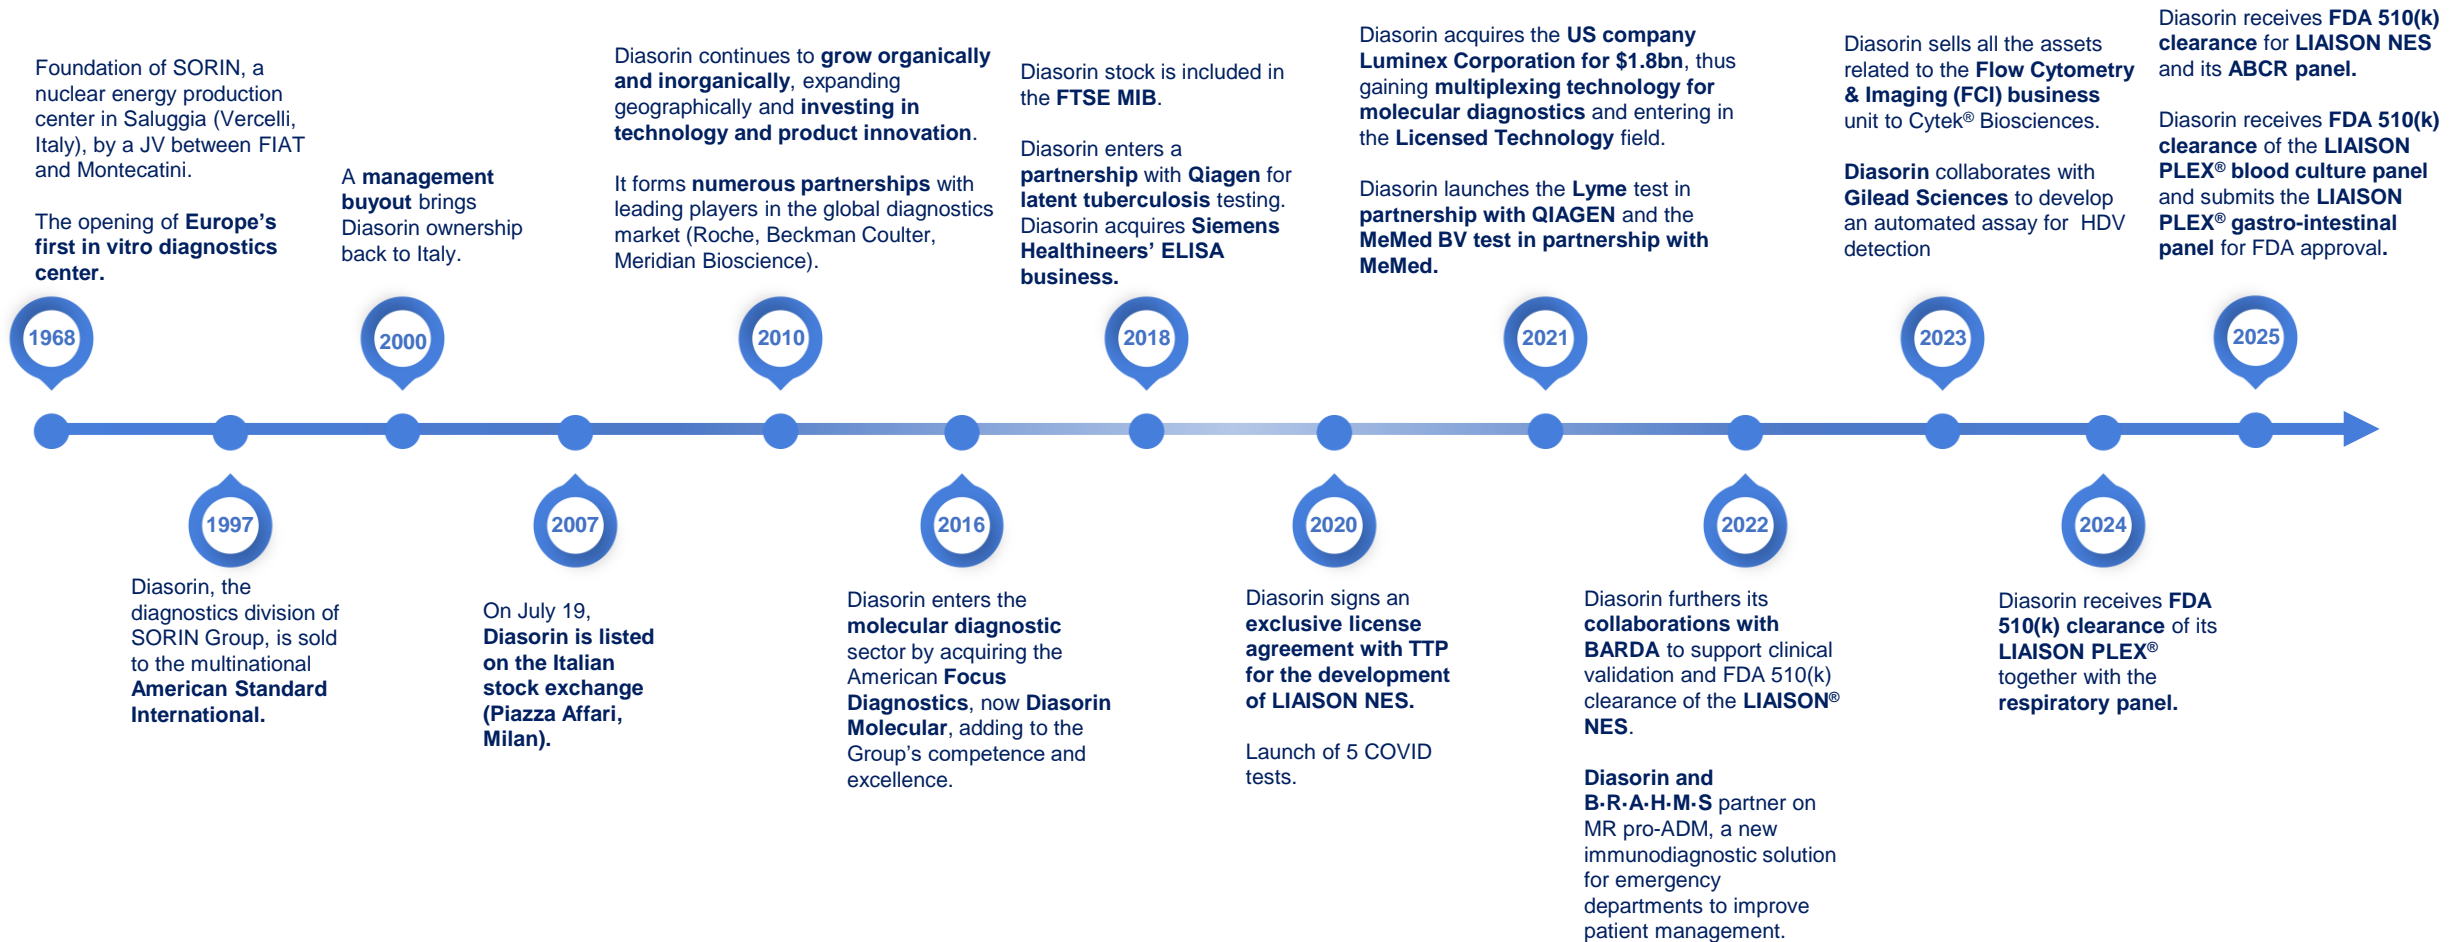 Foundation of SORIN, a
nuclear energy production
center in Saluggia (Vercelli,
Italy), by a JV between FIAT
and Montecatini.
The opening of Europe's
first in vitro diagnostics
center.
1968
Diasorin, the
diagnostics division of
SORIN Group, is sold
to the multinational
American Standard
International.
1997
A management
buyout brings
Diasorin ownership
back to Italy.
2000
2007
On July 19,
Diasorin is listed
on the Italian
stock exchange
(Piazza Affari,
Milan).
Diasorin continues to grow organically
and inorganically, expanding
geographically and investing in
technology and product innovation.
It forms numerous partnerships with
leading players in the global diagnostics
market (Roche, Beckman Coulter,
Meridian Bioscience).
2010
2016
Diasorin enters the
molecular diagnostic
sector by acquiring the
American Focus
Diagnostics, now Diasorin
Molecular, adding to the
Group's competence and
excellence.
Diasorin stock is included in
the FTSE MIB.
Diasorin enters a
partnership with Qiagen for
latent tuberculosis testing.
Diasorin acquires Siemens
Healthineers' ELISA
business.
2018
2020
Diasorin signs an
exclusive license
agreement with TTP
for the development
of LIAISON NES.
Launch of 5 COVID
tests.
Diasorin acquires the US company
Luminex Corporation for $1.8bn, thus
gaining multiplexing technology for
molecular diagnostics and entering in
the Licensed Technology field.
Diasorin launches the Lyme test in
partnership with QIAGEN and the
MeMed BV test in partnership with
MeMed.
2021
2022
Diasorin furthers its
collaborations with
BARDA to support clinical
validation and FDA 510(k)
clearance of the LIAISON®
NES.
Diasorin and
B·R·A·H·M·S partner on
MR pro-ADM, a new
immunodiagnostic solution
for emergency
departments to improve
patient management.
Diasorin sells all the assets
related to the Flow Cytometry
& Imaging (FCI) business
unit to Cytek® Biosciences.
Diasorin collaborates with
Gilead Sciences to develop
an automated assay for HDV
detection
2023
2024
Diasorin receives FDA
510(k) clearance of its
LIAISON PLEX®
together with the
respiratory panel.
Diasorin receives FDA 510(k)
clearance for LIAISON NES
and its ABCR panel.
Diasorin receives FDA 510(k)
clearance of the LIAISON
PLEX® blood culture panel
and submits the LIAISON
PLEX® gastro-intestinal
panel for FDA approval.
2025